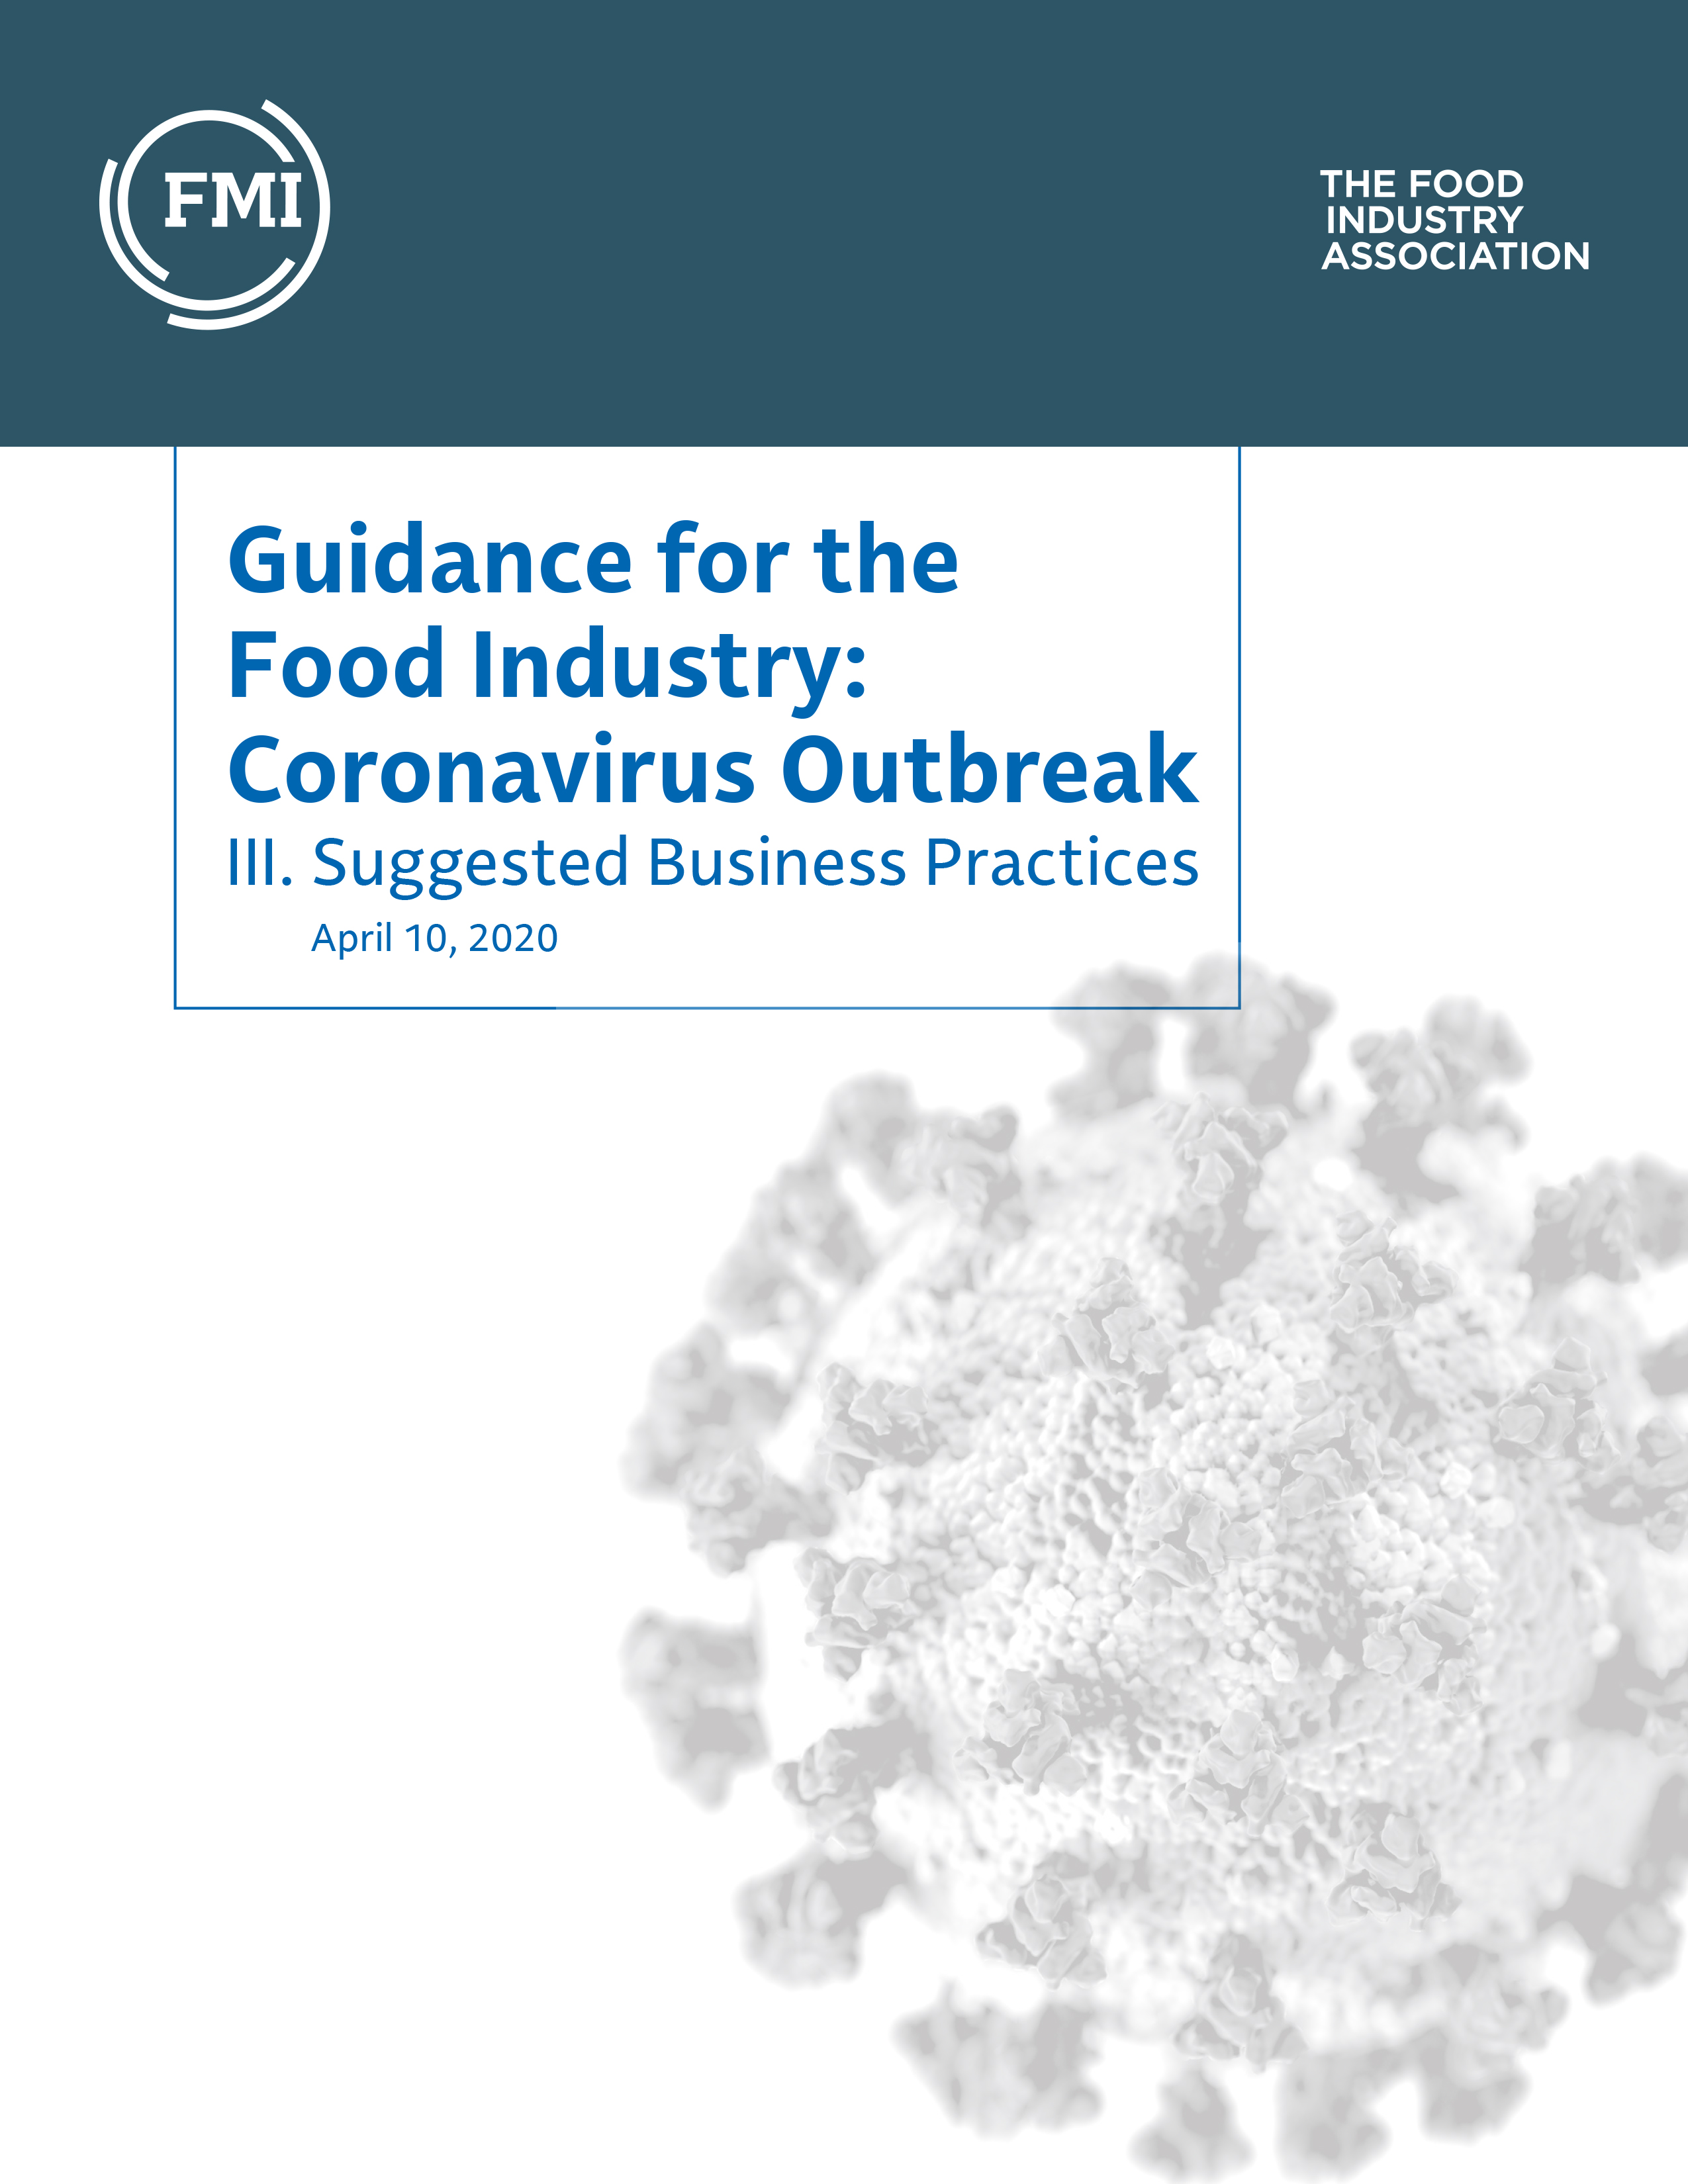 FMI
THE FOOD
INDUSTRY
ASSOCIATION
Guidance for the
Food Industry:
Coronavirus Outbreak
III. Suggested Business Practices
April 10, 2020